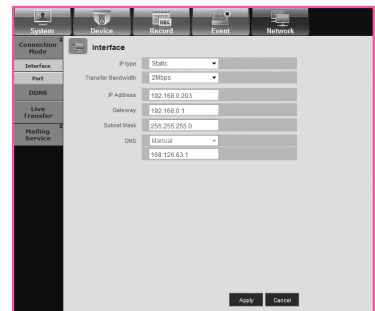 System Device Record Event Network
REC
Connection Mode
Interface
Port
DDNS
Live Transfer
Mailing Service
Interface
IP type Static
Transfer Bandwidth 2Mbps
IP Address 192.168.0.203
Gateway 192.168.0.1
Subnet Mask 255.255.255.0
DNS Manual
168.126.63.1
Apply Cancel